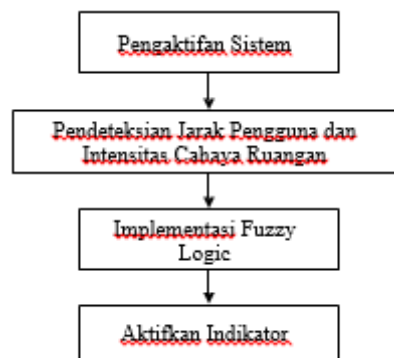 Pengaktifan Sistem
Pendeteksian Jarak Pengguna dan
Intensitas Cahaya Ruangan
Implementasi Fuzzy
Logic
Aktifkan Indikator